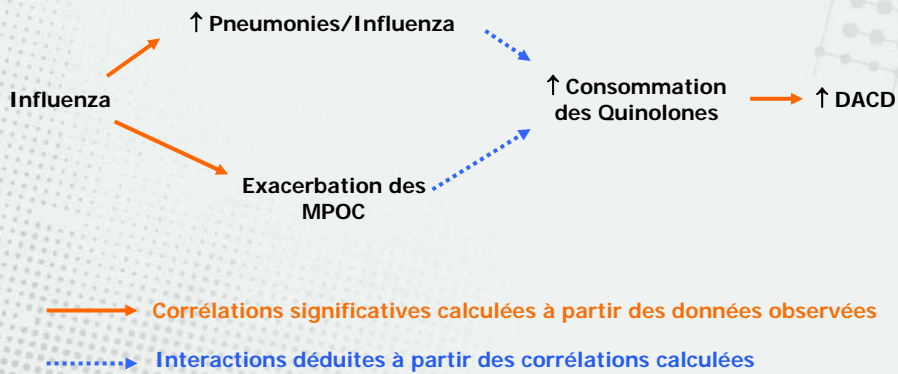 ↑ Pneumonies/Influenza
Influenza
↑ Consommation
des Quinolones
↑ DACD
Exacerbation des
MPOC
Corrélations significatives calculées à partir des données observées
Interactions déduites à partir des corrélations calculées